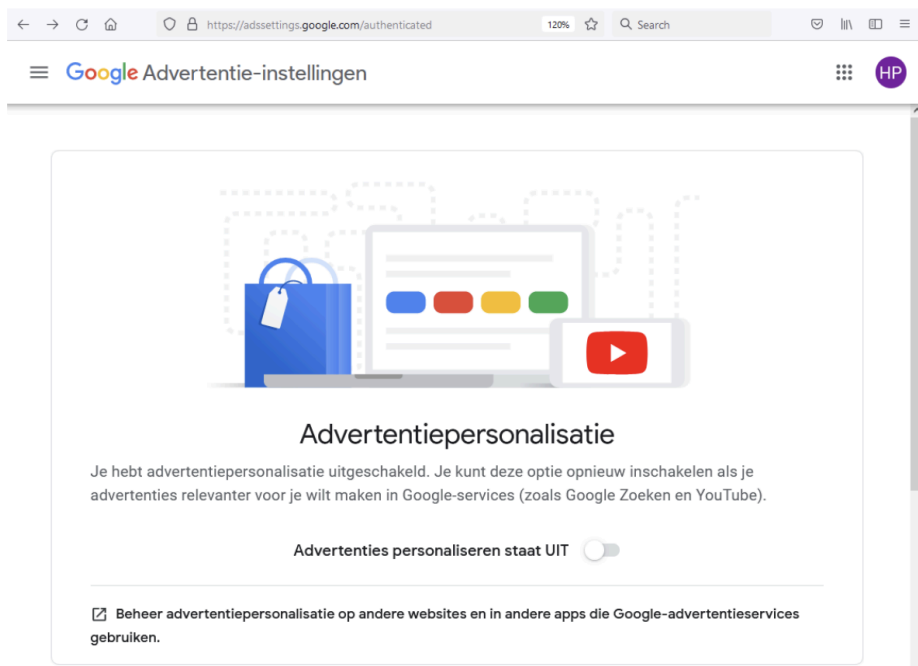 https://adssettings.google.com/authenticated 120% Search
Google Advertentie-instellingen HP
Advertentiepersonalisatie
Je hebt advertentiepersonalisatie uitgeschakeld. Je kunt deze optie opnieuw inschakelen als je
advertenties relevanter voor je wilt maken in Google-services (zoals Google Zoeken en YouTube).
Advertenties personaliseren staat UIT
Beheer advertentiepersonalisatie op andere websites en in andere apps die Google-advertentieservices
gebruiken.